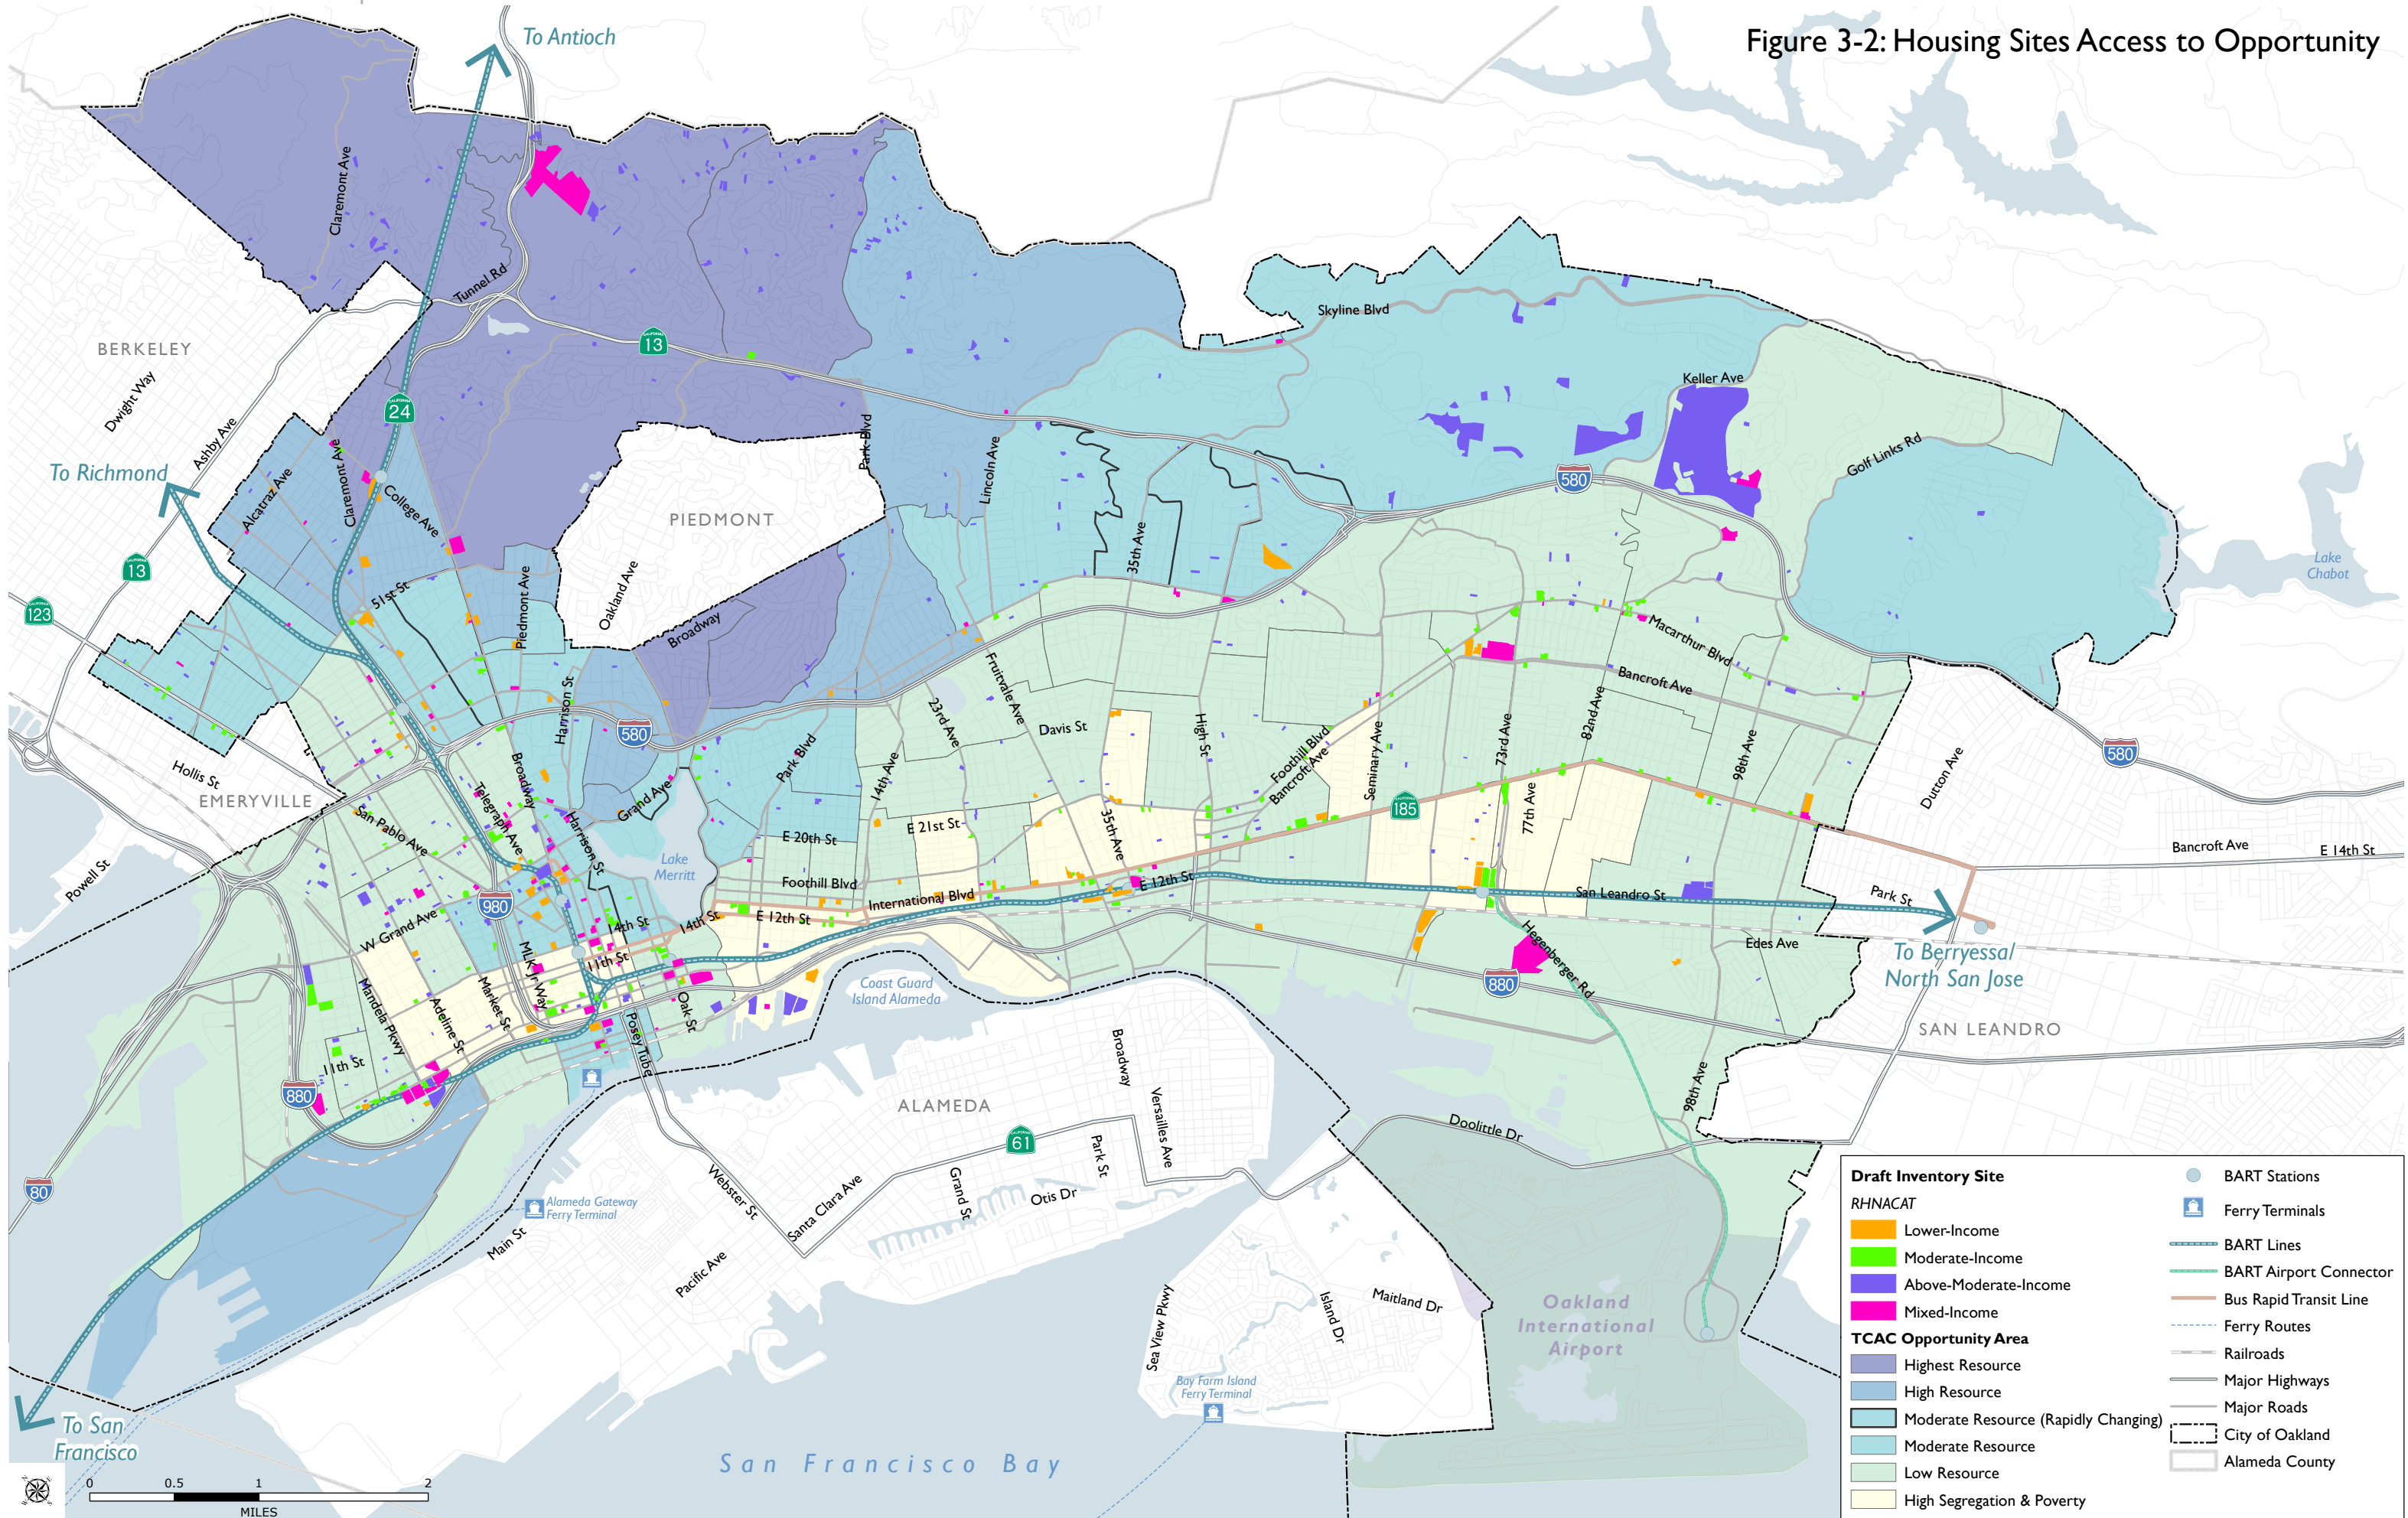 Figure 3-2: Housing Sites Access to Opportunity
To Antioch
Claremont Ave
Tunnel Rd
CALIFORNIA
13
BERKELEY
Dwight Way
Ashby Ave
CALIFORNIA
24
To Richmond
Alcatraz Ave
Claremont Ave
College Ave
CALIFORNIA
13
CALIFORNIA
123
51st St
Piedmont Ave
PIEDMONT
Oakland Ave
Broadway
Park Blvd
Lincoln Ave
35th Ave
Skyline Blvd
Keller Ave
580
Golf Links Rd
Lake
Chabot
Harrison St
580
Hollis St
EMERYVILLE
San Pablo Ave
Powell St
Telegraph Ave
Broadway
Harrison St
Grand Ave
Lake
Merritt
Park Blvd
14th Ave
23rd Ave
Fruitvale Ave
Davis St
High St
35th Ave
E 20th St
E 21st St
Foothill Blvd
International Blvd
E 12th St
E 12th St
Foothill Blvd
Bancroft Ave
Seminary Ave
CALIFORNIA
185
73rd Ave
77th Ave
82nd Ave
98th Ave
Macarthur Blvd
Bancroft Ave
San Leandro St
Dutton Ave
580
Bancroft Ave
E 14th St
Park St
To Berryessa/
North San Jose
Edes Ave
SAN LEANDRO
Hegenberger Rd
880
98th Ave
Doolittle Dr
980
W Grand Ave
14th St
14th St
11th St
MLK Jr Way
Market St
Adeline St
Mandela Pkwy
11th St
Oak St
Posey Tube
880
80
Coast Guard
Island Alameda
ALAMEDA
Broadway
Versailles Ave
CALIFORNIA
61
Park St
Otis Dr
Grand St
Santa Clara Ave
Webster St
Pacific Ave
Main St
Alameda Gateway
Ferry Terminal
To San
Francisco
San Francisco Bay
Sea View Pkwy
Island Dr
Maitland Dr
Bay Farm Island
Ferry Terminal
Oakland
International
Airport
0 0.5 1 2
MILES
Draft Inventory Site
RHNACAT
Lower-Income
Moderate-Income
Above-Moderate-Income
Mixed-Income
TCAC Opportunity Area
Highest Resource
High Resource
Moderate Resource (Rapidly Changing)
Moderate Resource
Low Resource
High Segregation & Poverty
BART Stations
Ferry Terminals
BART Lines
BART Airport Connector
Bus Rapid Transit Line
Ferry Routes
Railroads
Major Highways
Major Roads
City of Oakland
Alameda County